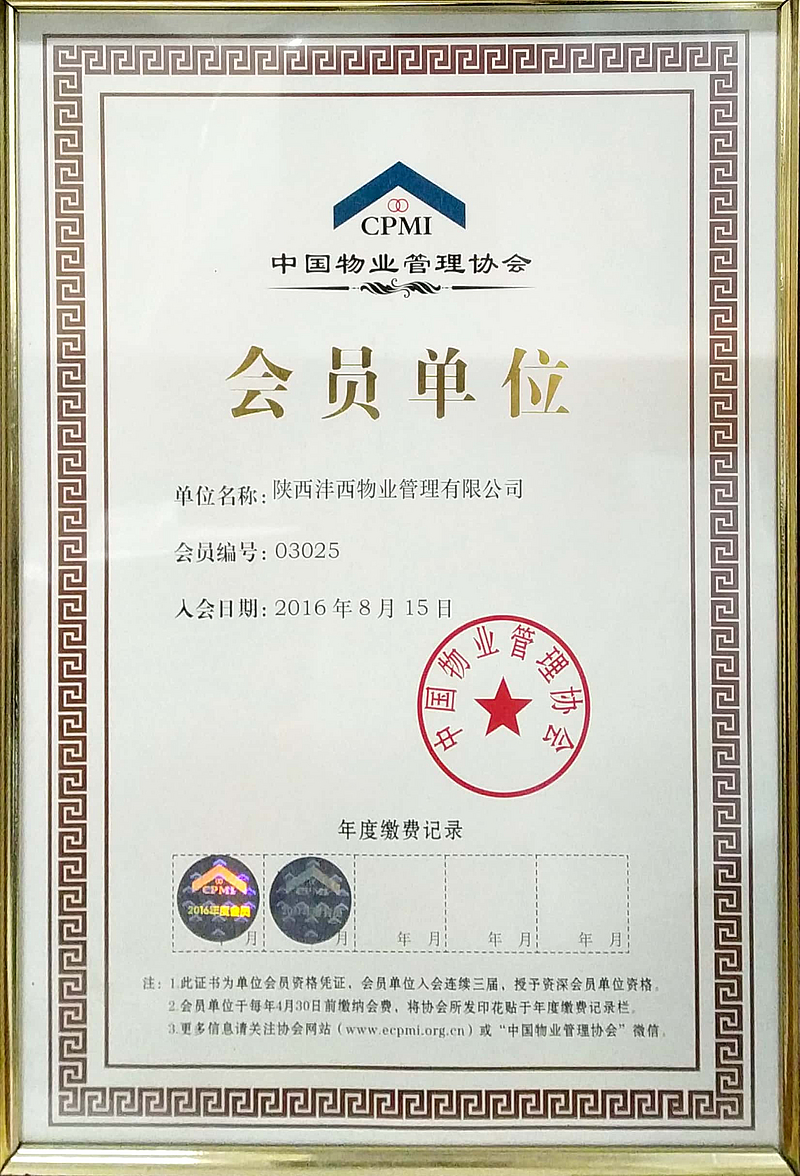 CPMI
中国物业管理协会
会员单位
单位名称：陕西沣西物业管理有限公司
会员编号：03025
入会日期：2016年8月15日
中国物业管理协会
年度缴费记录
CPMI
2016年度会员
月 月 年 月 年 月 年 月
注：1.此证书为单位会员资格凭证，会员单位入会连续三届，授予资深会员单位资格。
2.会员单位于每年4月30日前缴纳会费，将协会所发印花贴于年度缴费记录栏。
3.更多信息请关注协会网站（www.ecpmi.org.cn）或“中国物业管理协会”微信。